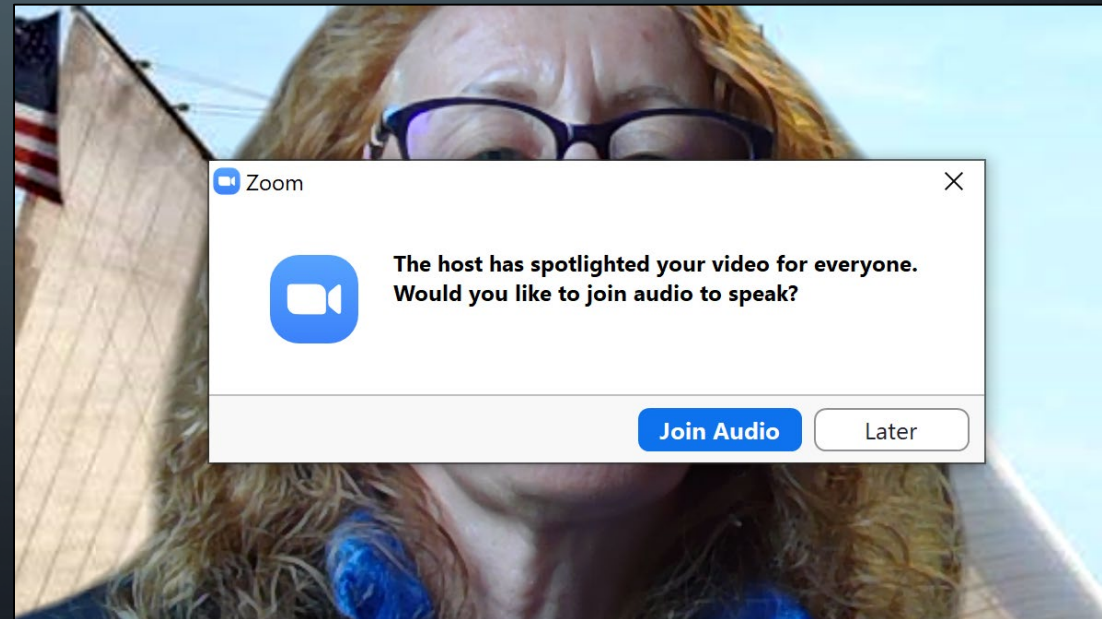 Zoom
The host has spotlighted your video for everyone.
Would you like to join audio to speak?
Join Audio
Later